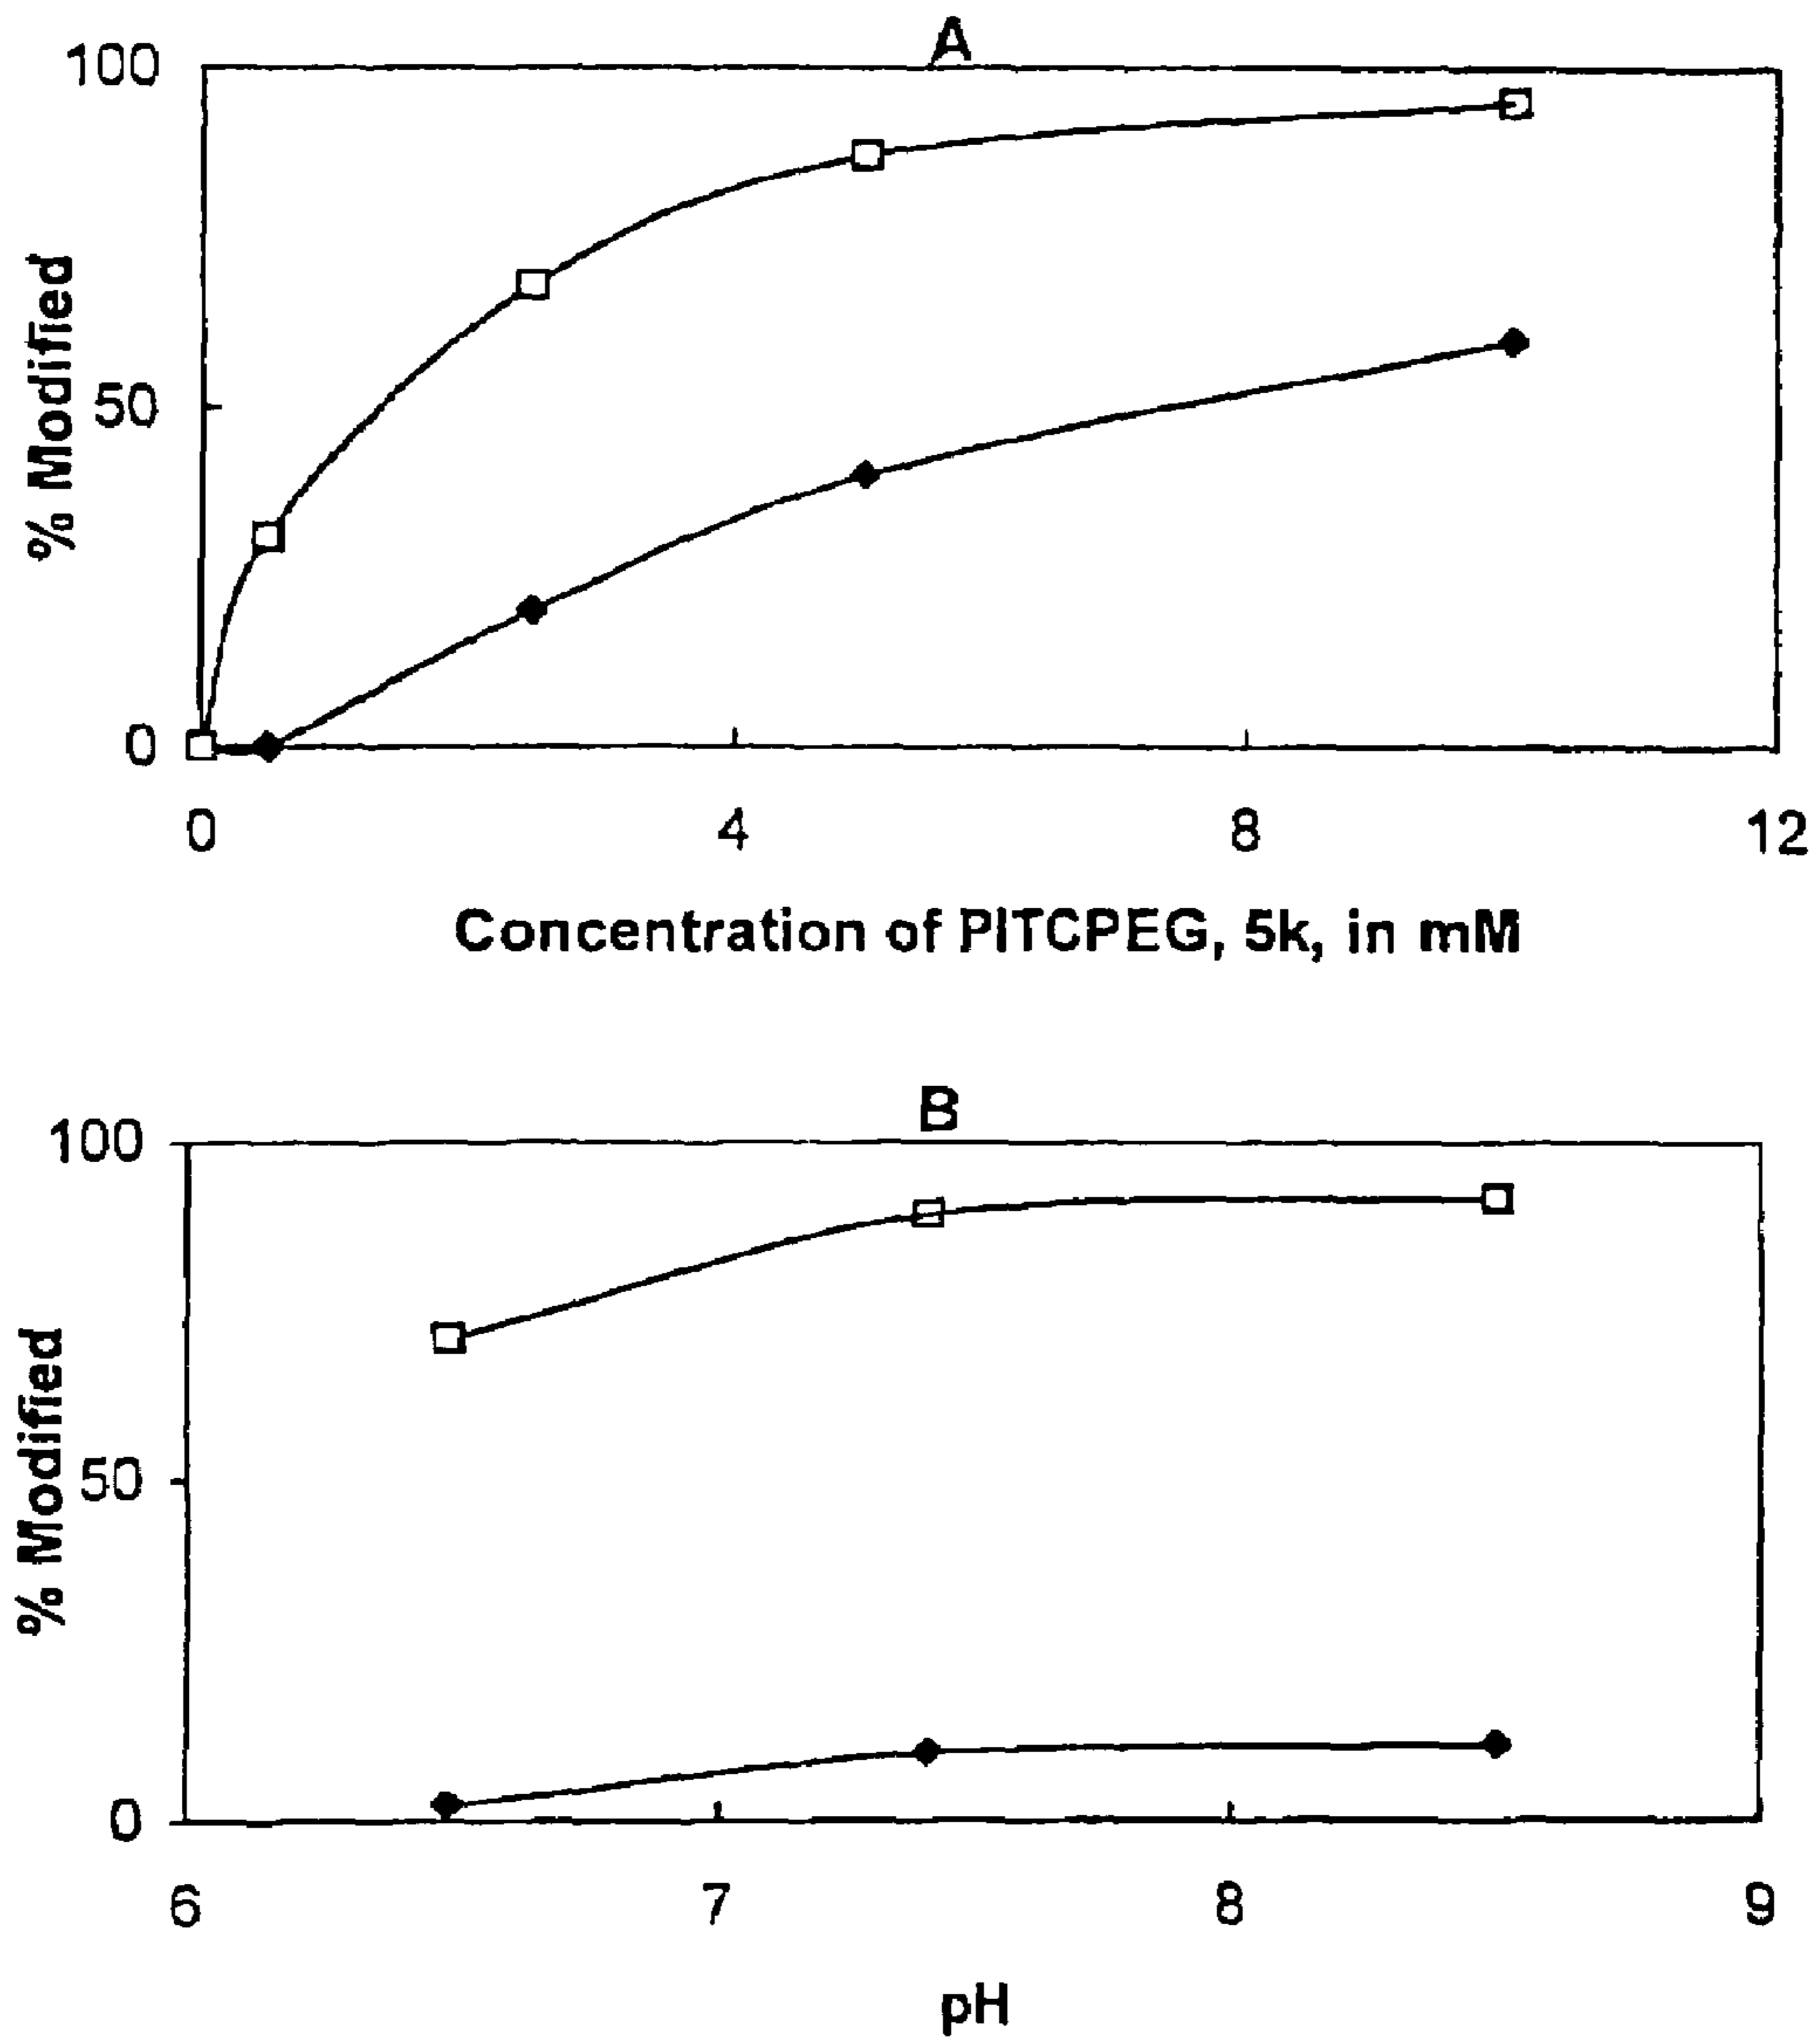 A
100
50
0
% Modified
0 4 8 12
Concentration of PITCPEG, 5k, in mM
B
100
50
0
% Modified
6 7 8 9
pH